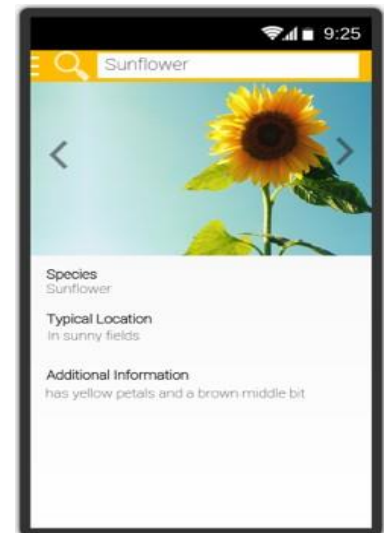 9:25
Sunflower
Species
Sunflower
Typical Location
In sunny fields
Additional Information
has yellow petals and a brown middle bit